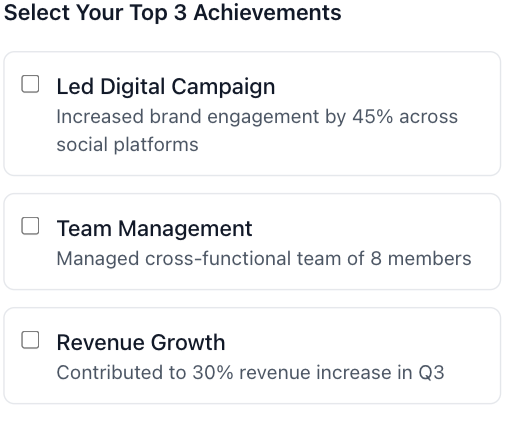 Select Your Top 3 Achievements
Led Digital Campaign
Increased brand engagement by 45% across
social platforms
Team Management
Managed cross-functional team of 8 members
Revenue Growth
Contributed to 30% revenue increase in Q3